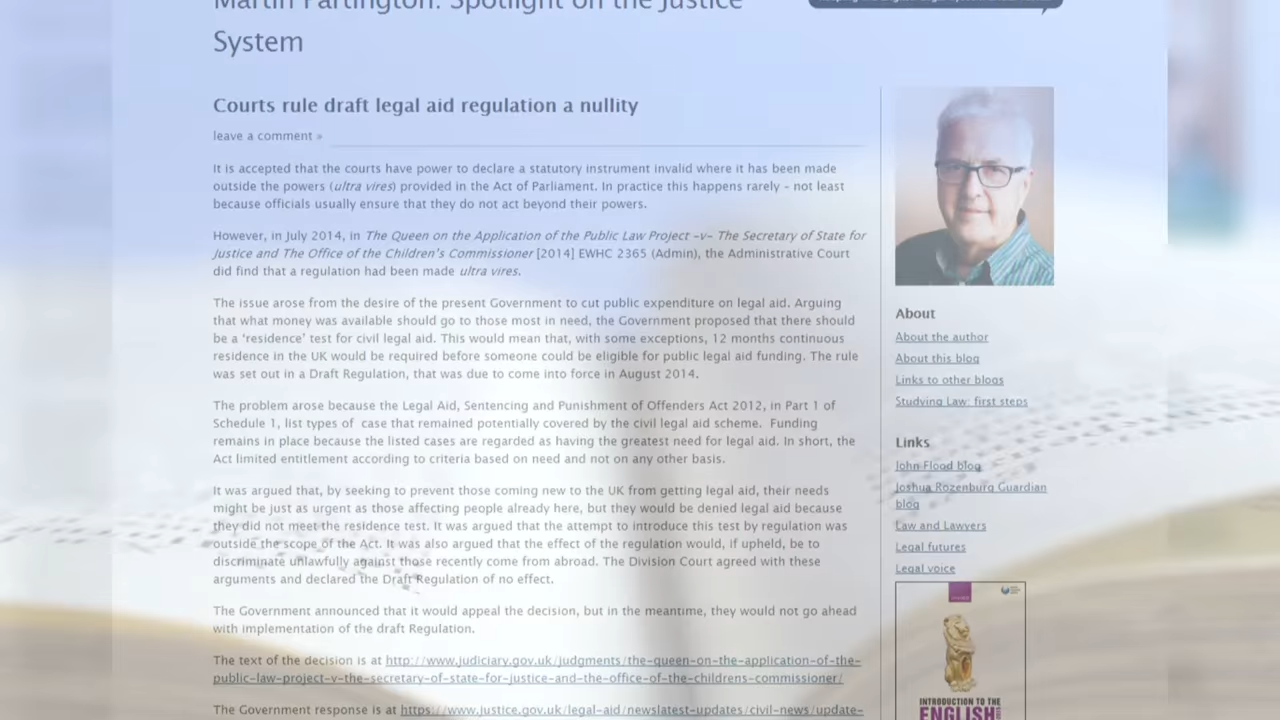 Martin Partington: Spotlight on the Justice
System
Courts rule draft legal aid regulation a nullity
leave a comment »
It is accepted that the courts have power to declare a statutory instrument invalid where it has been made
outside the powers (ultra vires) provided in the Act of Parliament. In practice this happens rarely – not least
because officials usually ensure that they do not act beyond their powers.
However, in July 2014, in The Queen on the Application of the Public Law Project –v– The Secretary of State for
Justice and The Office of the Children's Commissioner [2014] EWHC 2365 (Admin), the Administrative Court
did find that a regulation had been made ultra vires.
The issue arose from the desire of the present Government to cut public expenditure on legal aid. Arguing
that what money was available should go to those most in need, the Government proposed that there should
be a 'residence' test for civil legal aid. This would mean that, with some exceptions, 12 months continuous
residence in the UK would be required before someone could be eligible for public legal aid funding. The rule
was set out in a Draft Regulation, that was due to come into force in August 2014.
The problem arose because the Legal Aid, Sentencing and Punishment of Offenders Act 2012, in Part 1 of
Schedule 1, list types of case that remained potentially covered by the civil legal aid scheme. Funding
remains in place because the listed cases are regarded as having the greatest need for legal aid. In short, the
Act limited entitlement according to criteria based on need and not on any other basis.
It was argued that, by seeking to prevent those coming new to the UK from getting legal aid, their needs
might be just as urgent as those affecting people already here, but they would be denied legal aid because
they did not meet the residence test. It was argued that the attempt to introduce this test by regulation was
outside the scope of the Act. It was also argued that the effect of the regulation would, if upheld, be to
discriminate unlawfully against those recently come from abroad. The Division Court agreed with these
arguments and declared the Draft Regulation of no effect.
The Government announced that it would appeal the decision, but in the meantime, they would not go ahead
with implementation of the draft Regulation.
The text of the decision is at http://www.judiciary.gov.uk/judgments/the-queen-on-the-application-of-the-
public-law-project-v-the-secretary-of-state-for-justice-and-the-office-of-the-childrens-commissioner/
The Government response is at https://www.justice.gov.uk/legal-aid/newslatest-updates/civil-news/update-
About
About the author
About this blog
Links to other blogs
Studying Law: first steps
Links
John Flood blog
Joshua Rozenburg Guardian
blog
Law and Lawyers
Legal futures
Legal voice
INTRODUCTION TO THE
ENGLISH